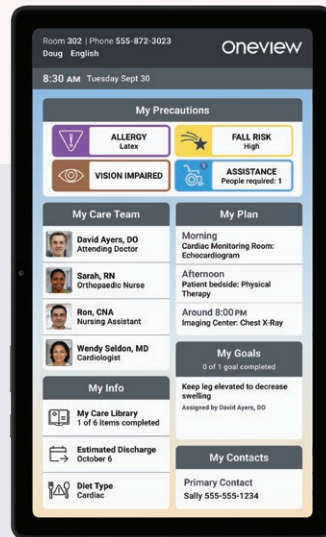 Room 302 | Phone 555-872-3023
Doug English
Oneview
8:30 AM Tuesday Sept 30
My Precautions
ALLERGY
Latex
FALL RISK
High
VISION IMPAIRED
1
ASSISTANCE
People required: 1
My Care Team
David Ayers, DO
Attending Doctor
Sarah, RN
Orthopaedic Nurse
Ron, CNA
Nursing Assistant
Wendy Seldon, MD
Cardiologist
My Info
My Care Library
1 of 6 items completed
Estimated Discharge
October 6
Diet Type
Cardiac
My Plan
Morning
Cardiac Monitoring Room:
Echocardiogram
Afternoon
Patient bedside: Physical
Therapy
Around 8:00 PM
Imaging Center: Chest X-Ray
My Goals
0 of 1 goal completed
Keep leg elevated to decrease
swelling
Assigned by David Ayers, DO
My Contacts
Primary Contact
Sally 555-555-1234